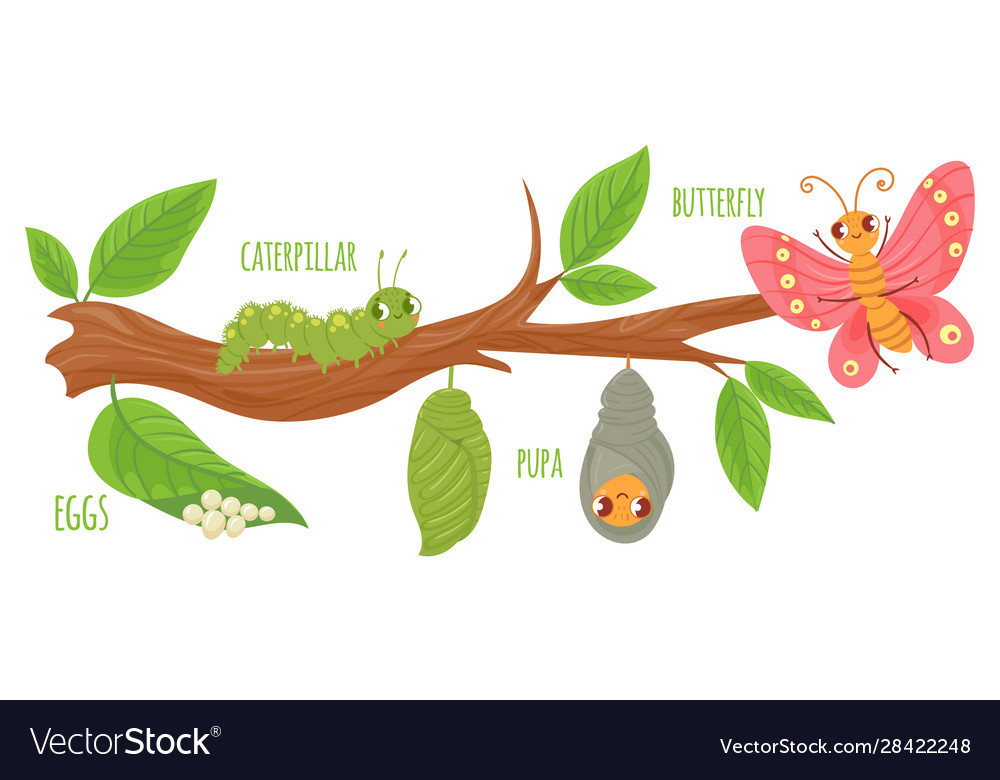 BUTTERFLY
CATERPILLAR
PUPA
EGGS
VectorStock®
VectorStock.com/28422248